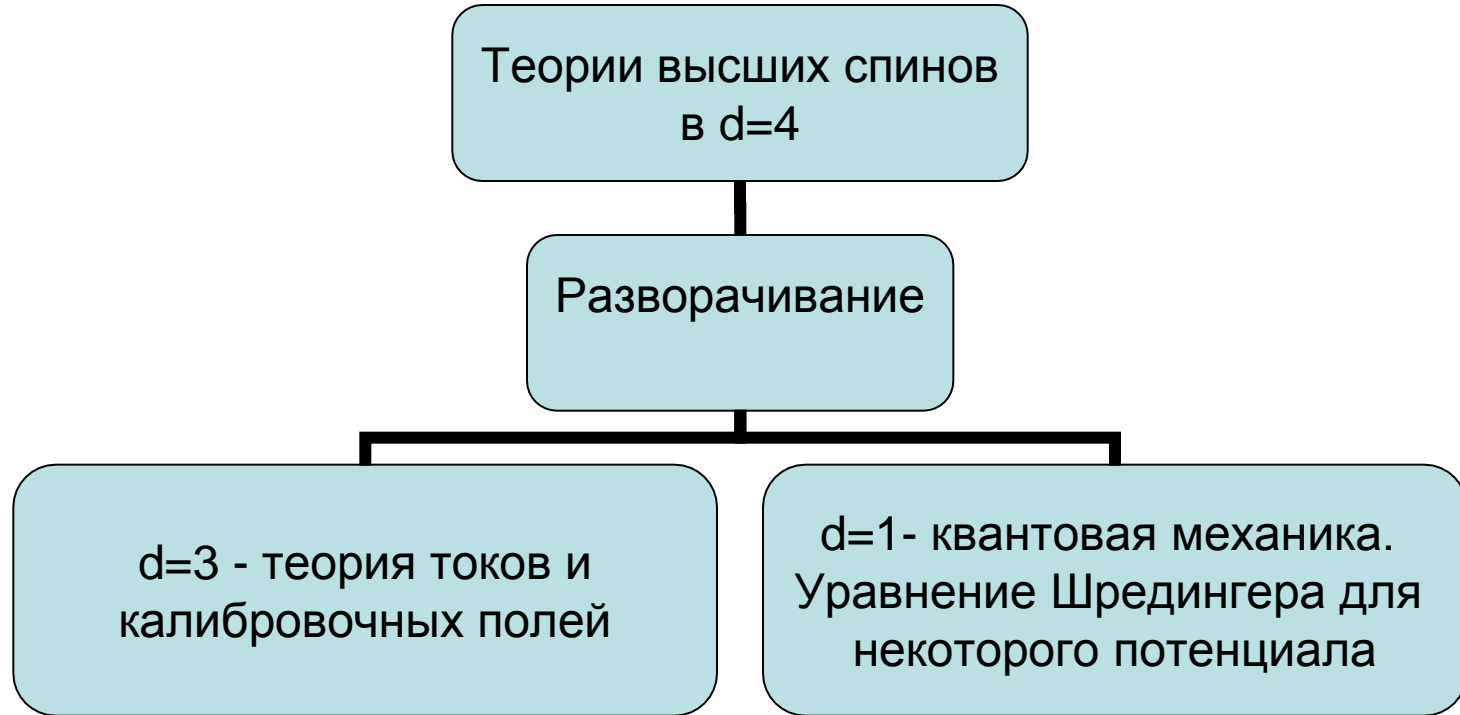 Теории высших спинов
в d=4
Разворачивание
d=3 - теория токов и
калибровочных полей
d=1- квантовая механика.
Уравнение Шредингера для
некоторого потенциала